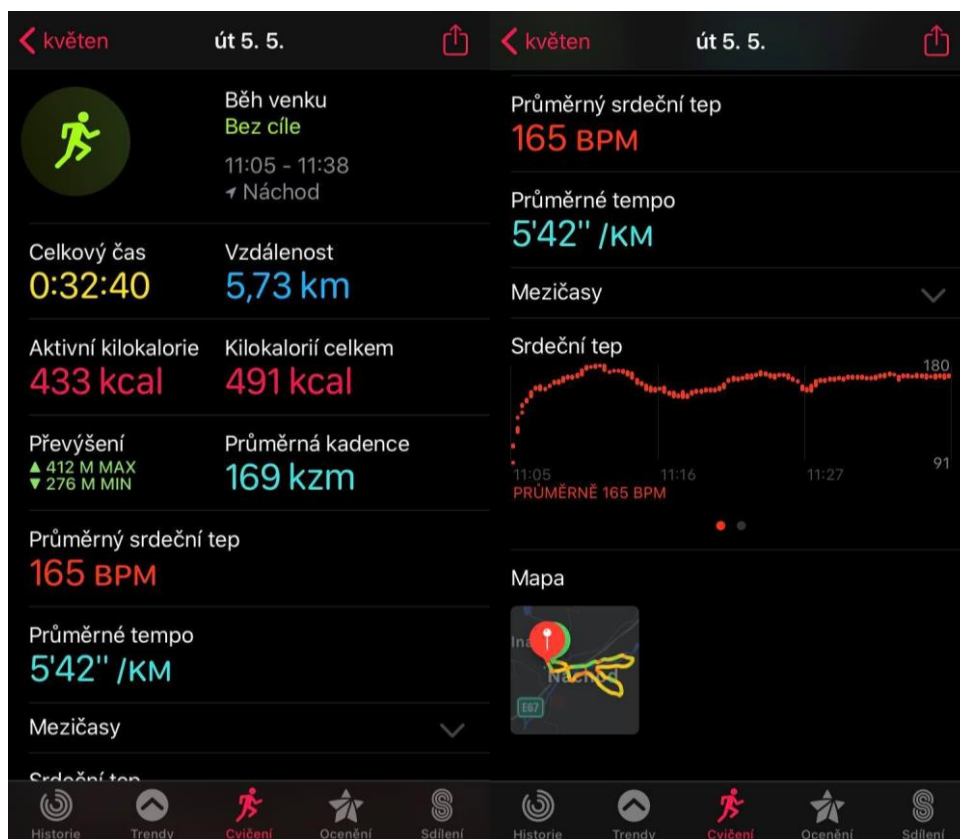 květen
út 5. 5.
Běh venku
Bez cíle
11:05 - 11:38
Náchod
Celkový čas
Vzdálenost
0:32:40
5,73 km
Aktivní kilokalorie
Kilokalorií celkem
433 kcal
491 kcal
Převýšení
Průměrná kadence
▲ 412 M MAX
▼ 276 M MIN
169 kzm
Průměrný srdeční tep
165 BPM
Průměrné tempo
5'42'' /KM
Mezičasy
Srdeční tep
Historie
Trendy
Cvičení
Ocenění
Sdílení
květen
út 5. 5.
Průměrný srdeční tep
165 BPM
Průměrné tempo
5'42'' /KM
Mezičasy
Srdeční tep
180
91
11:05
11:16
11:27
PRŮMĚRNĚ 165 BPM
Mapa
Náchod
E67
Historie
Trendy
Cvičení
Ocenění
Sdílení